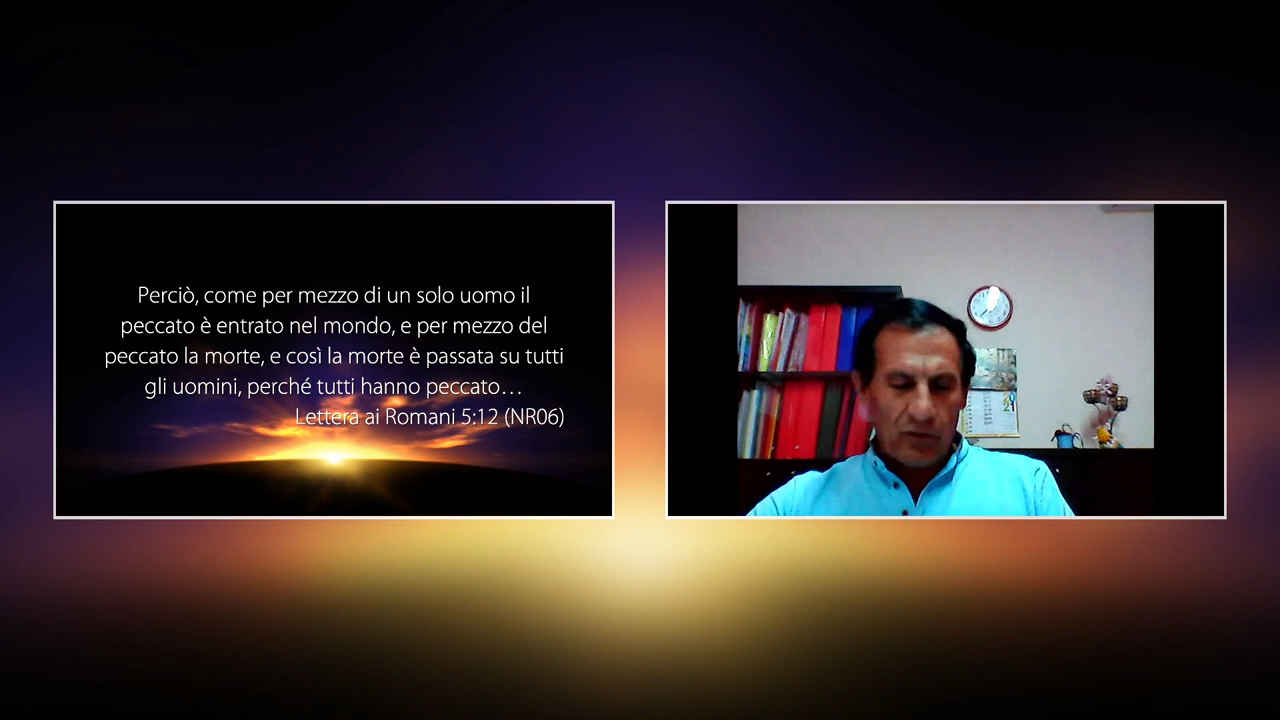 Perciò, come per mezzo di un solo uomo il
peccato è entrato nel mondo, e per mezzo del
peccato la morte, e così la morte è passata su tutti
gli uomini, perché tutti hanno peccato…
Lettera ai Romani 5:12 (NR06)